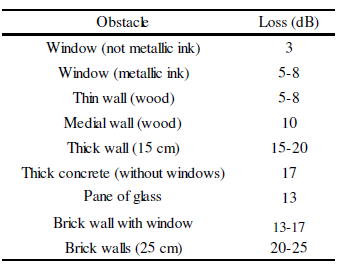 Obstacle Loss (dB)
Window (not metallic ink) 3
Window (metallic ink) 5-8
Thin wall (wood) 5-8
Medial wall (wood) 10
Thick wall (15 cm) 15-20
Thick concrete (without windows) 17
Pane of glass 13
Brick wall with window 13-17
Brick walls (25 cm) 20-25